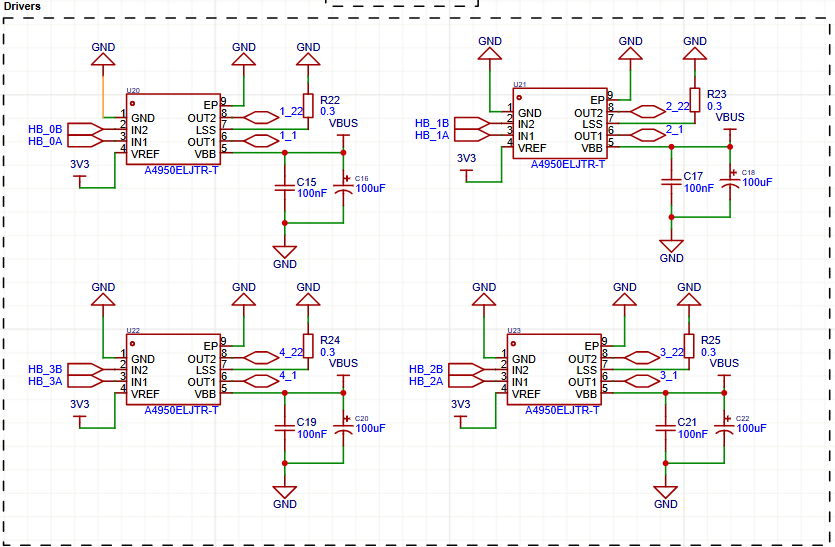 Drivers
GND GND GND
U20
1 GND EP 9
2 IN2 OUT2 8
3 IN1 LSS 7
4 VREF OUT1 6
VBB 5
A4950ELJTR-T
HB_0B
HB_0A
3V3
1_22
1_1
R22
0.3
VBUS
C15
100nF
C16
100uF
GND
GND GND GND
U21
1 GND EP 9
2 IN2 OUT2 8
3 IN1 LSS 7
4 VREF OUT1 6
VBB 5
A4950ELJTR-T
HB_1B
HB_1A
3V3
2_22
2_1
R23
0.3
VBUS
C17
100nF
C18
100uF
GND
GND GND GND
U22
1 GND EP 9
2 IN2 OUT2 8
3 IN1 LSS 7
4 VREF OUT1 6
VBB 5
A4950ELJTR-T
HB_3B
HB_3A
3V3
4_22
4_1
R24
0.3
VBUS
C19
100nF
C20
100uF
GND
GND GND GND
U23
1 GND EP 9
2 IN2 OUT2 8
3 IN1 LSS 7
4 VREF OUT1 6
VBB 5
A4950ELJTR-T
HB_2B
HB_2A
3V3
3_22
3_1
R25
0.3
VBUS
C21
100nF
C22
100uF
GND